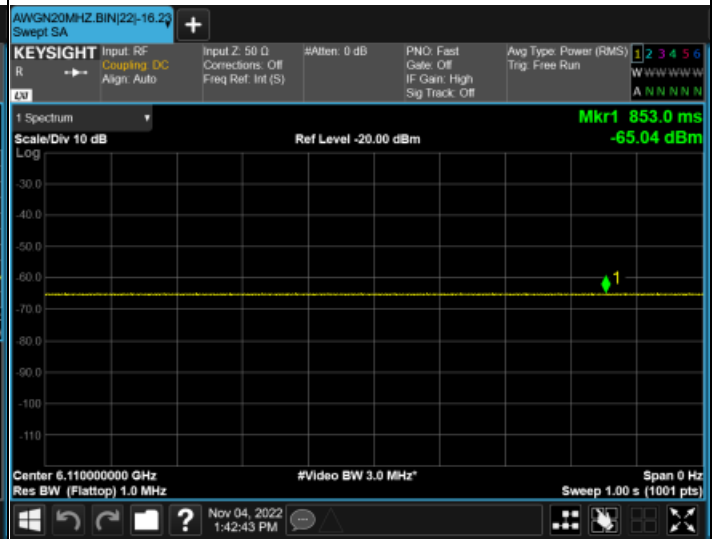 AWGN20MHZ.BIN|22|-16.23
Swept SA
KEYSIGHT
R
LXI
Input: RF
Coupling: DC
Align: Auto
Input Z: 50 Ω
Corrections: Off
Freq Ref: Int (S)
#Atten: 0 dB
PNO: Fast
Gate: Off
IF Gain: High
Sig Track: Off
Avg Type: Power (RMS)
Trig: Free Run
1 2 3 4 5 6
W W W W W W
A N N N N N
1 Spectrum
Mkr1 853.0 ms
Scale/Div 10 dB
Ref Level -20.00 dBm
-65.04 dBm
Log
-30.0
-40.0
-50.0
-60.0
1
-70.0
-80.0
-90.0
-100
-110
Center 6.110000000 GHz
#Video BW 3.0 MHz*
Span 0 Hz
Res BW (Flattop) 1.0 MHz
Sweep 1.00 s (1001 pts)
?
Nov 04, 2022
1:42:43 PM